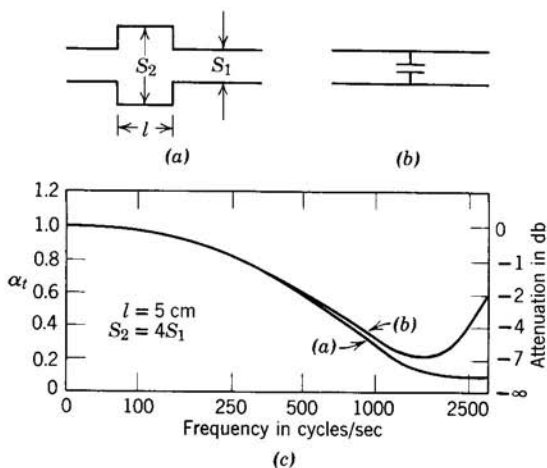 S₂
S₁
l
(a)
(b)
1.2
1.0
0.8
0.6
0.4
0.2
0
αt
0
−1
−2
−4
−7
−∞
Attenuation in db
l = 5 cm
S₂ = 4S₁
(b)
(a)
0
100
250
500
1000
2500
Frequency in cycles/sec
(c)